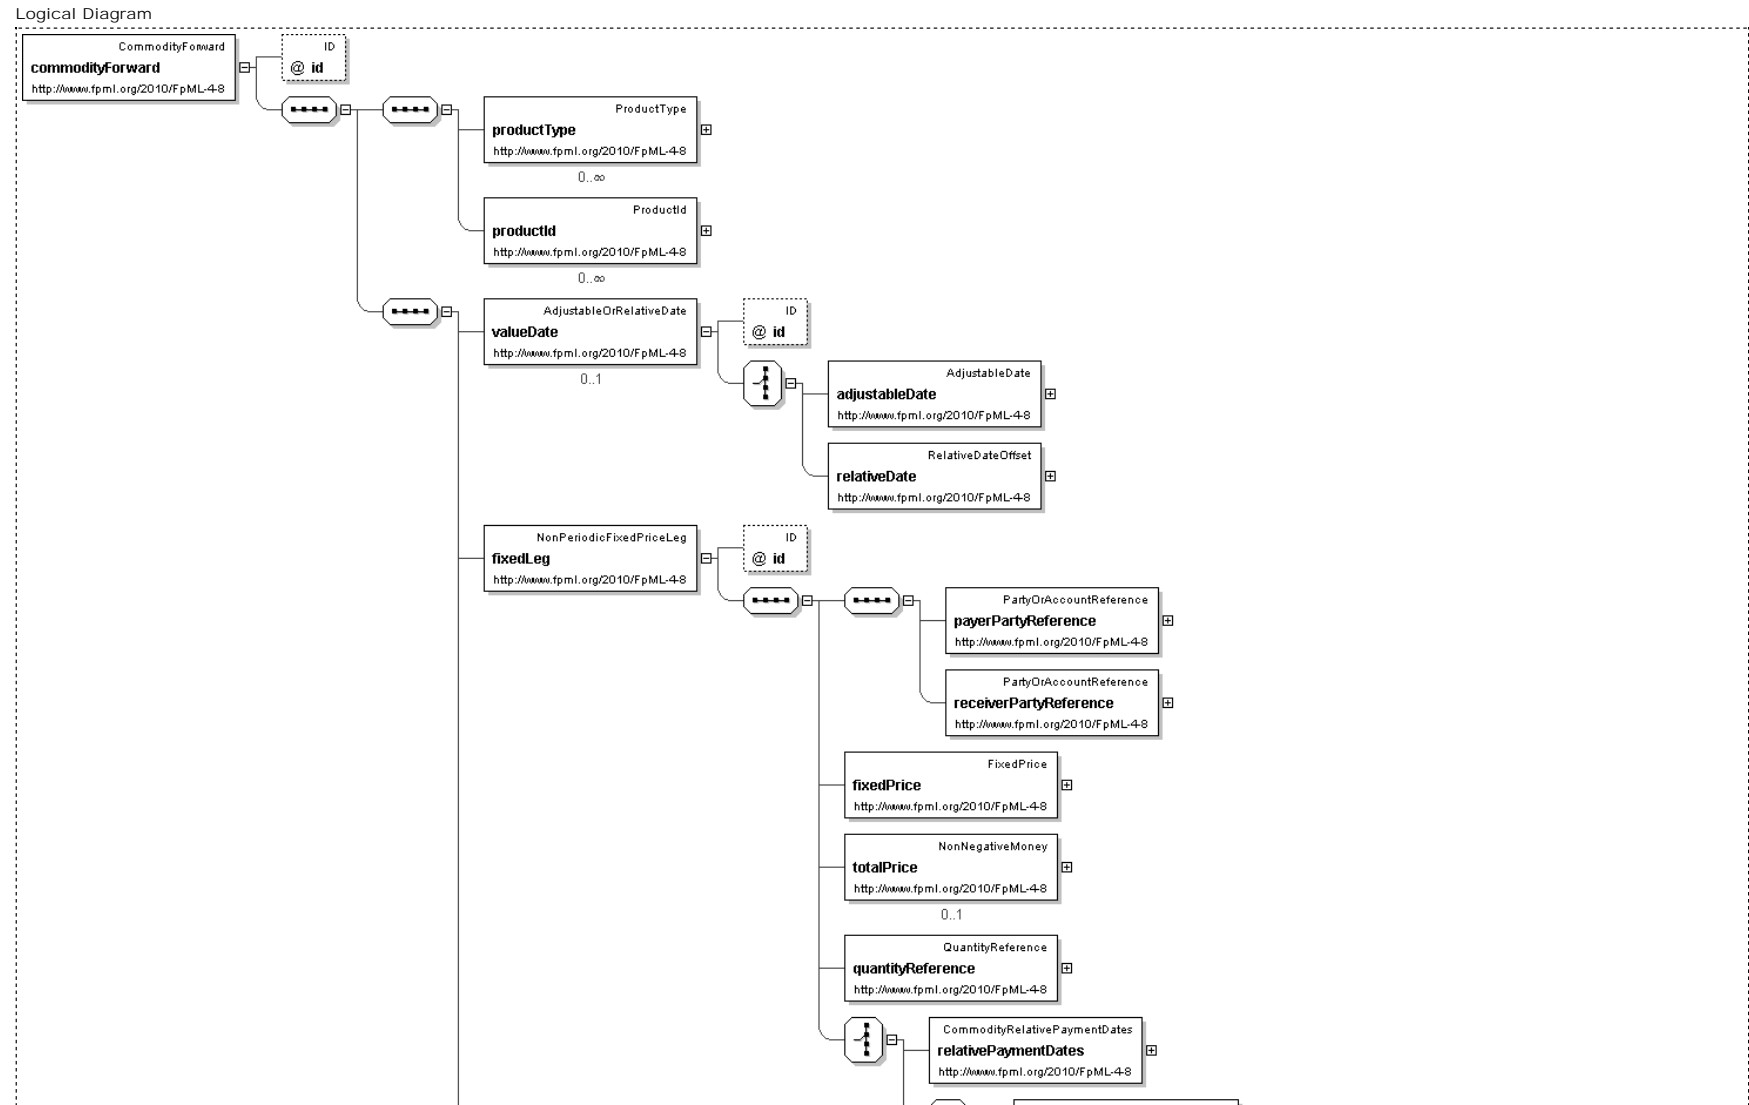 Logical Diagram
CommodityForward
commodityForward
http://www.fpml.org/2010/FpML-4-8
ID
@ id
ProductType
productType
http://www.fpml.org/2010/FpML-4-8
0..∞
ProductId
productId
http://www.fpml.org/2010/FpML-4-8
0..∞
AdjustableOrRelativeDate
valueDate
http://www.fpml.org/2010/FpML-4-8
0..1
ID
@ id
AdjustableDate
adjustableDate
http://www.fpml.org/2010/FpML-4-8
RelativeDateOffset
relativeDate
http://www.fpml.org/2010/FpML-4-8
NonPeriodicFixedPriceLeg
fixedLeg
http://www.fpml.org/2010/FpML-4-8
ID
@ id
PartyOrAccountReference
payerPartyReference
http://www.fpml.org/2010/FpML-4-8
PartyOrAccountReference
receiverPartyReference
http://www.fpml.org/2010/FpML-4-8
FixedPrice
fixedPrice
http://www.fpml.org/2010/FpML-4-8
NonNegativeMoney
totalPrice
http://www.fpml.org/2010/FpML-4-8
0..1
QuantityReference
quantityReference
http://www.fpml.org/2010/FpML-4-8
CommodityRelativePaymentDates
relativePaymentDates
http://www.fpml.org/2010/FpML-4-8